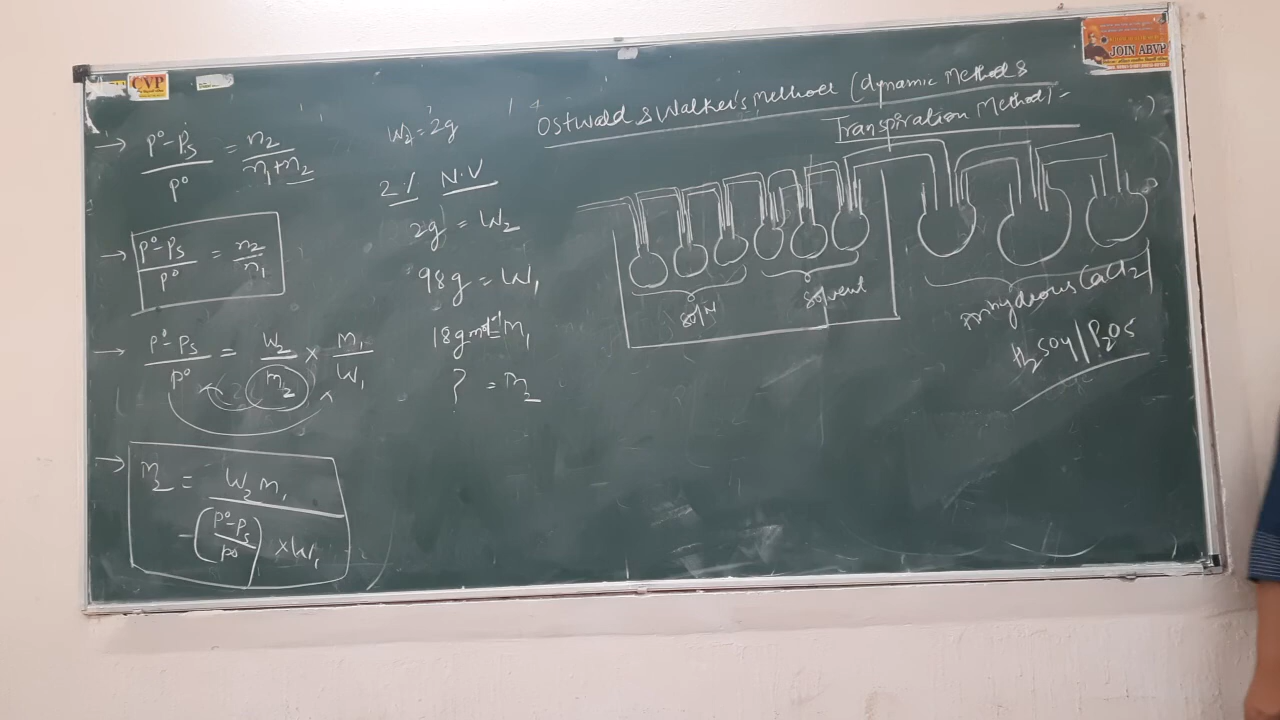 CVP
JOIN ABVP
→ P°-Ps / P° = n2 / n1+n2
→ P°-Ps / P° = n2 / n1
→ P°-Ps / P° = W2 / m2 × M1 / W1
→ m2 = W2 m1 / (P°-Ps / P°) × W1
W2 = 2g
2% N.V
2g = W2
98g = W1
18g mol-1 = M1
? = m2
Ostwald & Walker's Method (dynamic Method &
Transpiration Method) -
sol^N
solvent
anhydrous CaCl2
H2SO4 / P2O5